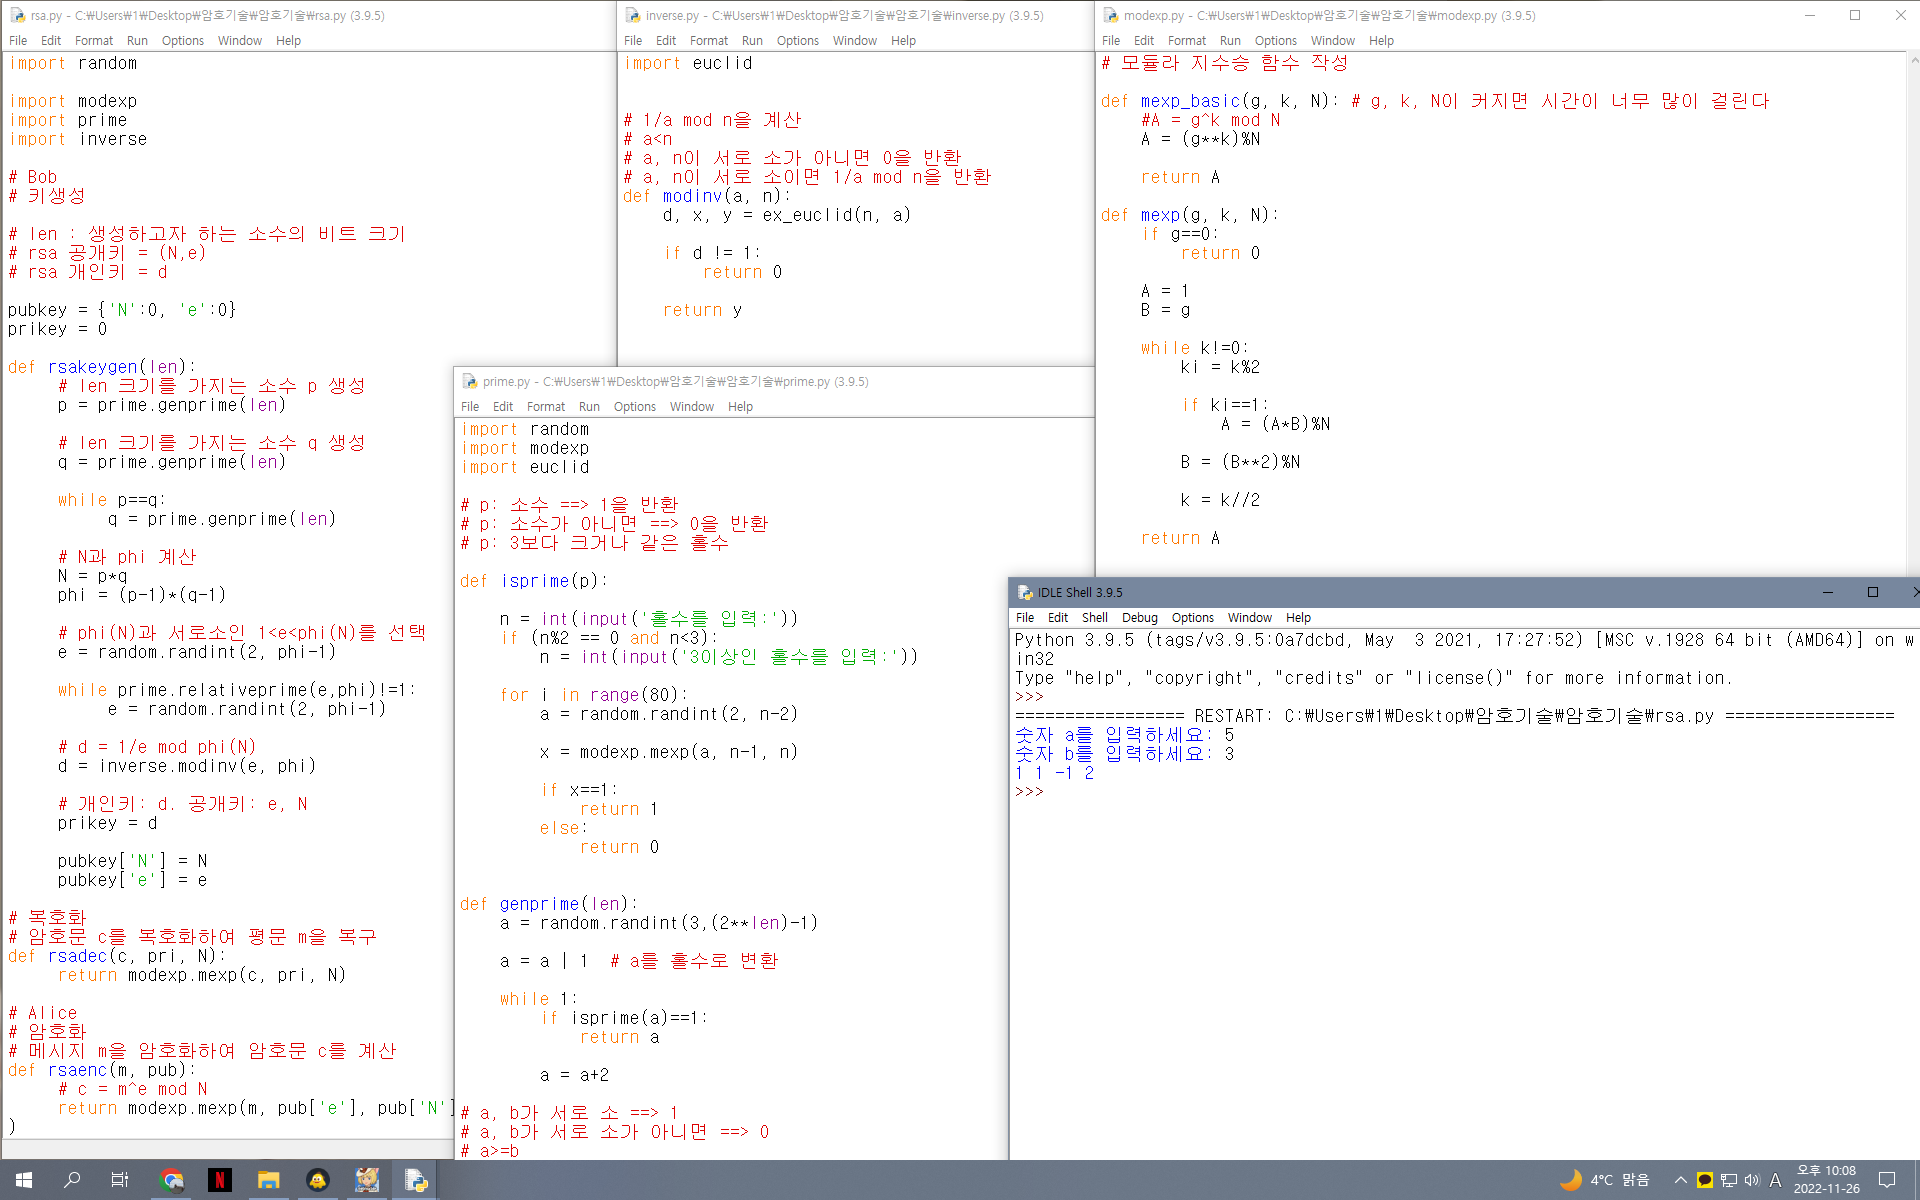 rsa.py - C:₩Users₩1₩Desktop₩암호기술₩암호기술₩rsa.py (3.9.5)
File Edit Format Run Options Window Help
import random

import modexp
import prime
import inverse

# Bob
# 키생성

# len : 생성하고자 하는 소수의 비트 크기
# rsa 공개키 = (N,e)
# rsa 개인키 = d

pubkey = {'N':0, 'e':0}
prikey = 0

def rsakeygen(len):
     # len 크기를 가지는 소수 p 생성
     p = prime.genprime(len)

     # len 크기를 가지는 소수 q 생성
     q = prime.genprime(len)

     while p==q:
          q = prime.genprime(len)

     # N과 phi 계산
     N = p*q
     phi = (p-1)*(q-1)

     # phi(N)과 서로소인 1<e<phi(N)를 선택
     e = random.randint(2, phi-1)

     while prime.relativeprime(e,phi)!=1:
          e = random.randint(2, phi-1)

     # d = 1/e mod phi(N)
     d = inverse.modinv(e, phi)

     # 개인키: d. 공개키: e, N
     prikey = d

     pubkey['N'] = N
     pubkey['e'] = e

# 복호화
# 암호문 c를 복호화하여 평문 m을 복구
def rsadec(c, pri, N):
     return modexp.mexp(c, pri, N)

# Alice
# 암호화
# 메시지 m을 암호화하여 암호문 c를 계산
def rsaenc(m, pub):
     # c = m^e mod N
     return modexp.mexp(m, pub['e'], pub['N']
)
inverse.py - C:₩Users₩1₩Desktop₩암호기술₩암호기술₩inverse.py (3.9.5)
File Edit Format Run Options Window Help
import euclid


# 1/a mod n을 계산
# a<n
# a, n이 서로 소가 아니면 0을 반환
# a, n이 서로 소이면 1/a mod n을 반환
def modinv(a, n):
    d, x, y = ex_euclid(n, a)

    if d != 1:
        return 0

    return y
prime.py - C:₩Users₩1₩Desktop₩암호기술₩암호기술₩prime.py (3.9.5)
File Edit Format Run Options Window Help
import random
import modexp
import euclid

# p: 소수 ==> 1을 반환
# p: 소수가 아니면 ==> 0을 반환
# p: 3보다 크거나 같은 홀수

def isprime(p):

    n = int(input('홀수를 입력:'))
    if (n%2 == 0 and n<3):
        n = int(input('3이상인 홀수를 입력:'))

    for i in range(80):
        a = random.randint(2, n-2)

        x = modexp.mexp(a, n-1, n)

        if x==1:
            return 1
        else:
            return 0


def genprime(len):
    a = random.randint(3,(2**len)-1)

    a = a | 1  # a를 홀수로 변환

    while 1:
        if isprime(a)==1:
            return a

        a = a+2

# a, b가 서로 소 ==> 1
# a, b가 서로 소가 아니면 ==> 0
# a>=b
modexp.py - C:₩Users₩1₩Desktop₩암호기술₩암호기술₩modexp.py (3.9.5)
File Edit Format Run Options Window Help
# 모듈라 지수승 함수 작성

def mexp_basic(g, k, N): # g, k, N이 커지면 시간이 너무 많이 걸린다
    #A = g^k mod N
    A = (g**k)%N

    return A

def mexp(g, k, N):
    if g==0:
        return 0

    A = 1
    B = g

    while k!=0:
        ki = k%2

        if ki==1:
            A = (A*B)%N

        B = (B**2)%N

        k = k//2

    return A
IDLE Shell 3.9.5
File Edit Shell Debug Options Window Help
Python 3.9.5 (tags/v3.9.5:0a7dcbd, May  3 2021, 17:27:52) [MSC v.1928 64 bit (AMD64)] on w
in32
Type "help", "copyright", "credits" or "license()" for more information.
>>>
================= RESTART: C:₩Users₩1₩Desktop₩암호기술₩암호기술₩rsa.py =================
숫자 a를 입력하세요: 5
숫자 b를 입력하세요: 3
1 1 -1 2
>>>
4°C 맑음
A
오후 10:08
2022-11-26